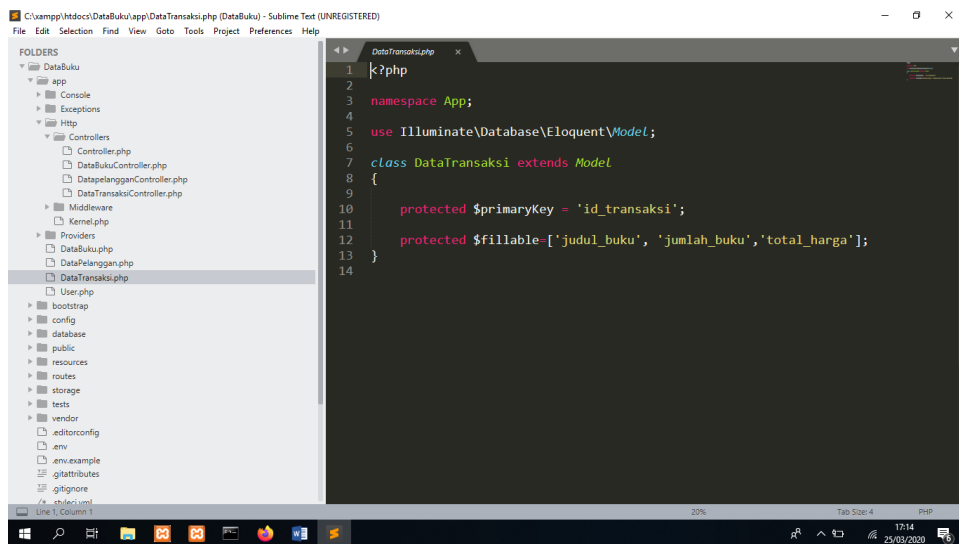 C:\xampp\htdocs\DataBuku\app\DataTransaksi.php (DataBuku) - Sublime Text (UNREGISTERED)
File Edit Selection Find View Goto Tools Project Preferences Help
FOLDERS
DataBuku
app
Console
Exceptions
Http
Controllers
Controller.php
DataBukuController.php
DatapelangganController.php
DataTransaksiController.php
Middleware
Kernel.php
Providers
DataBuku.php
DataPelanggan.php
DataTransaksi.php
User.php
bootstrap
config
database
public
resources
routes
storage
tests
vendor
.editorconfig
.env
.env.example
.gitattributes
.gitignore
.styleci.yml
DataTransaksi.php
1 <?php
2
3 namespace App;
4
5 use Illuminate\Database\Eloquent\Model;
6
7 class DataTransaksi extends Model
8 {
9
10 protected $primaryKey = 'id_transaksi';
11
12 protected $fillable=['judul_buku', 'jumlah_buku','total_harga'];
13 }
14
Line 1, Column 1 20% Tab Size: 4 PHP
17:14
25/03/2020
6